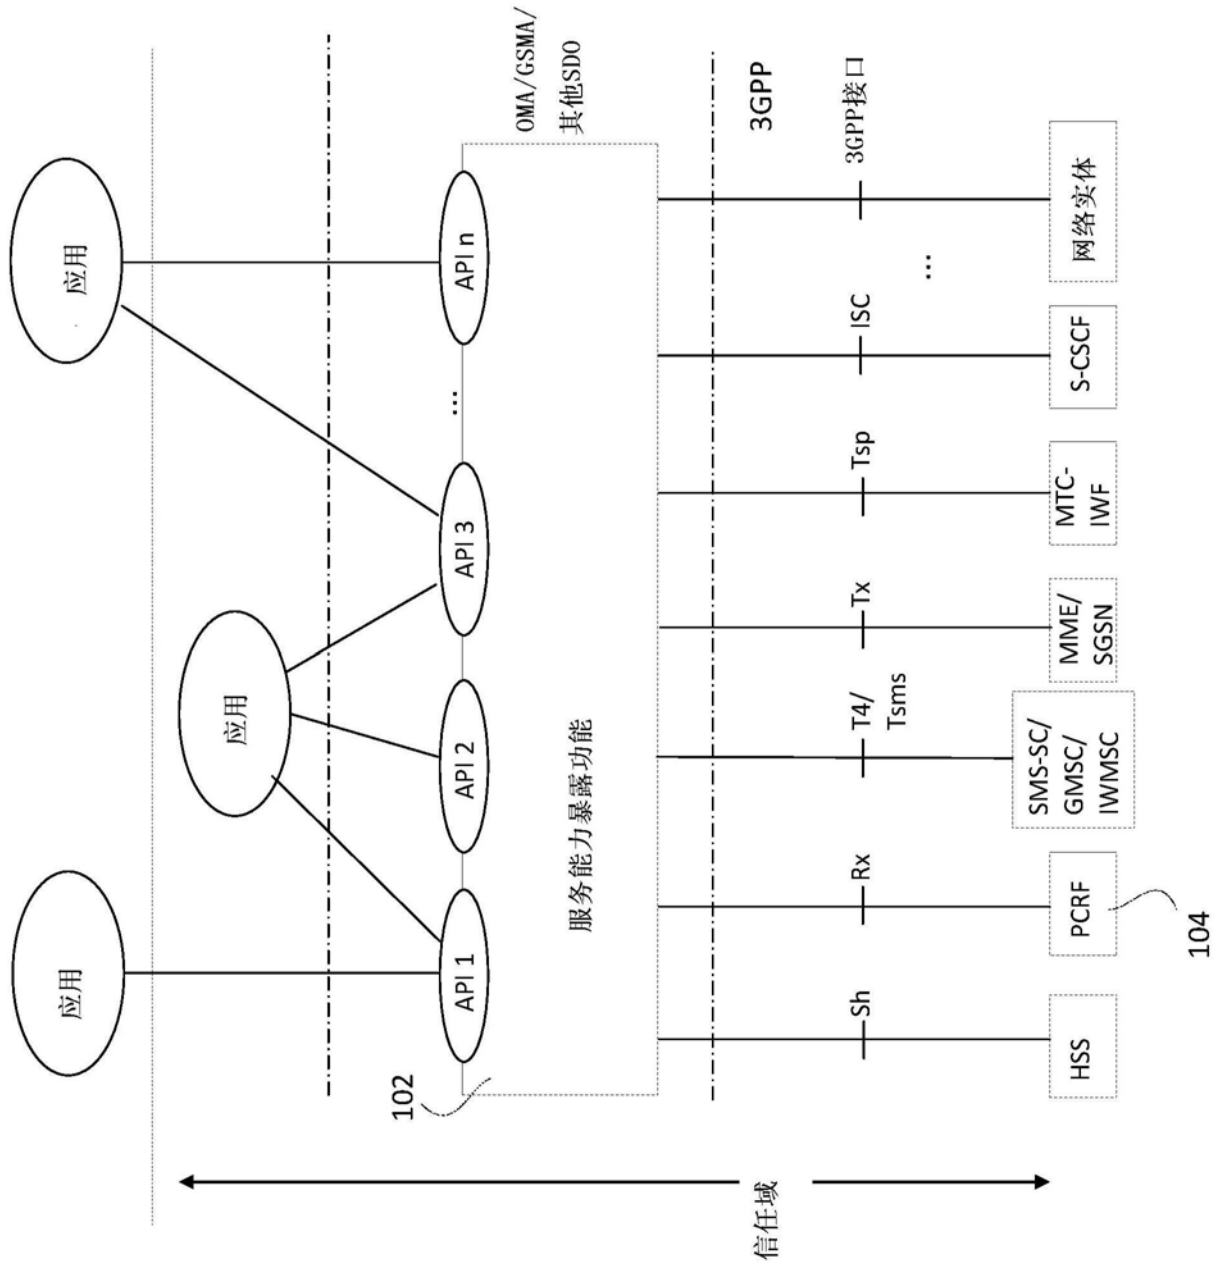 应用
应用
应用
API 1
API 2
API 3
...
API n
102
服务能力暴露功能
OMA/GSMA/
其他SDO
3GPP
Sh
Rx
T4/
Tsms
Tx
Tsp
ISC
...
3GPP接口
HSS
PCRF
SMS-SC/
GMSC/
IWMSC
MME/
SGSN
MTC-
IWF
S-CSCF
网络实体
104
信任域